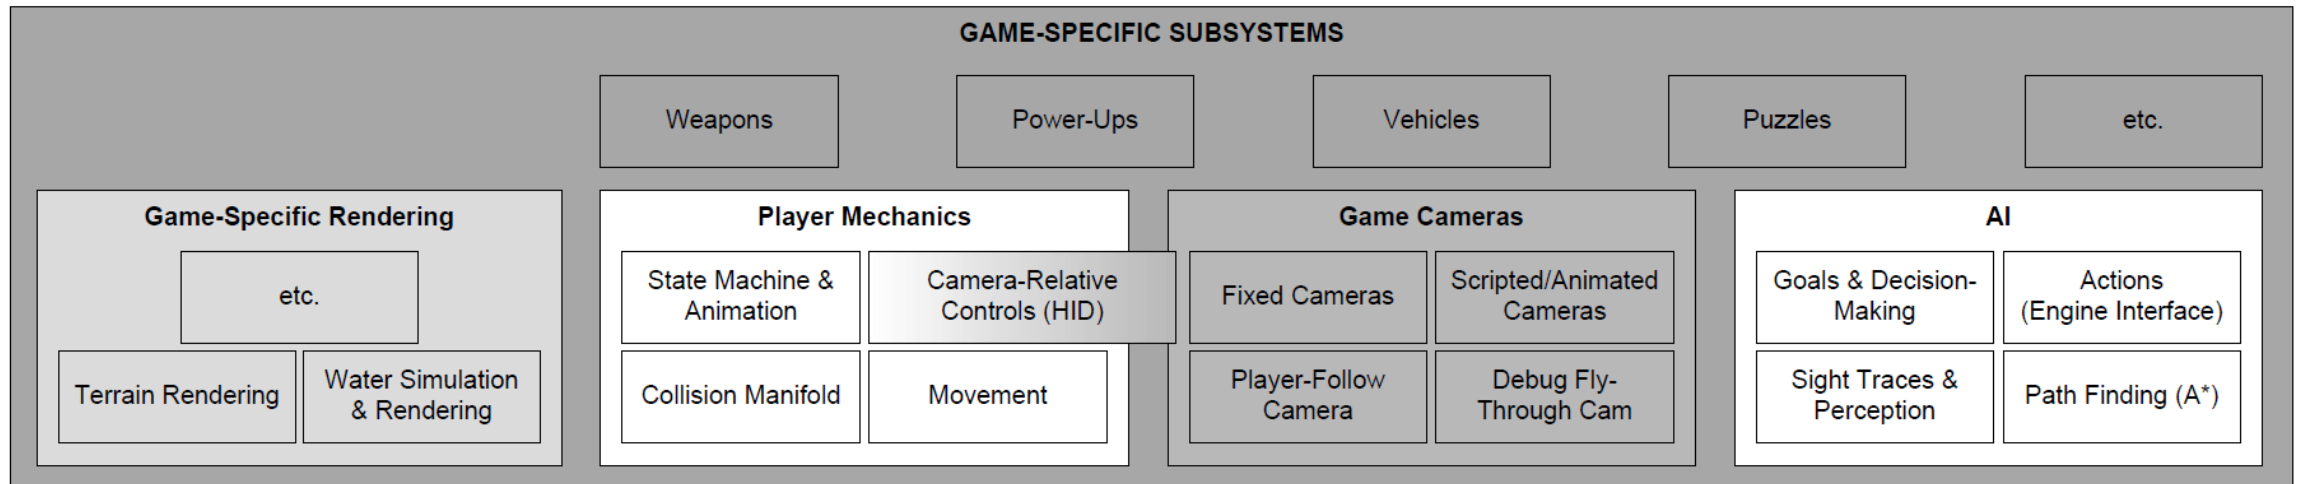 GAME-SPECIFIC SUBSYSTEMS
Weapons
Power-Ups
Vehicles
Puzzles
etc.
Game-Specific Rendering
etc.
Terrain Rendering
Water Simulation
& Rendering
Player Mechanics
State Machine &
Animation
Camera-Relative
Controls (HID)
Collision Manifold
Movement
Game Cameras
Fixed Cameras
Scripted/Animated
Cameras
Player-Follow
Camera
Debug Fly-
Through Cam
AI
Goals & Decision-
Making
Actions
(Engine Interface)
Sight Traces &
Perception
Path Finding (A*)